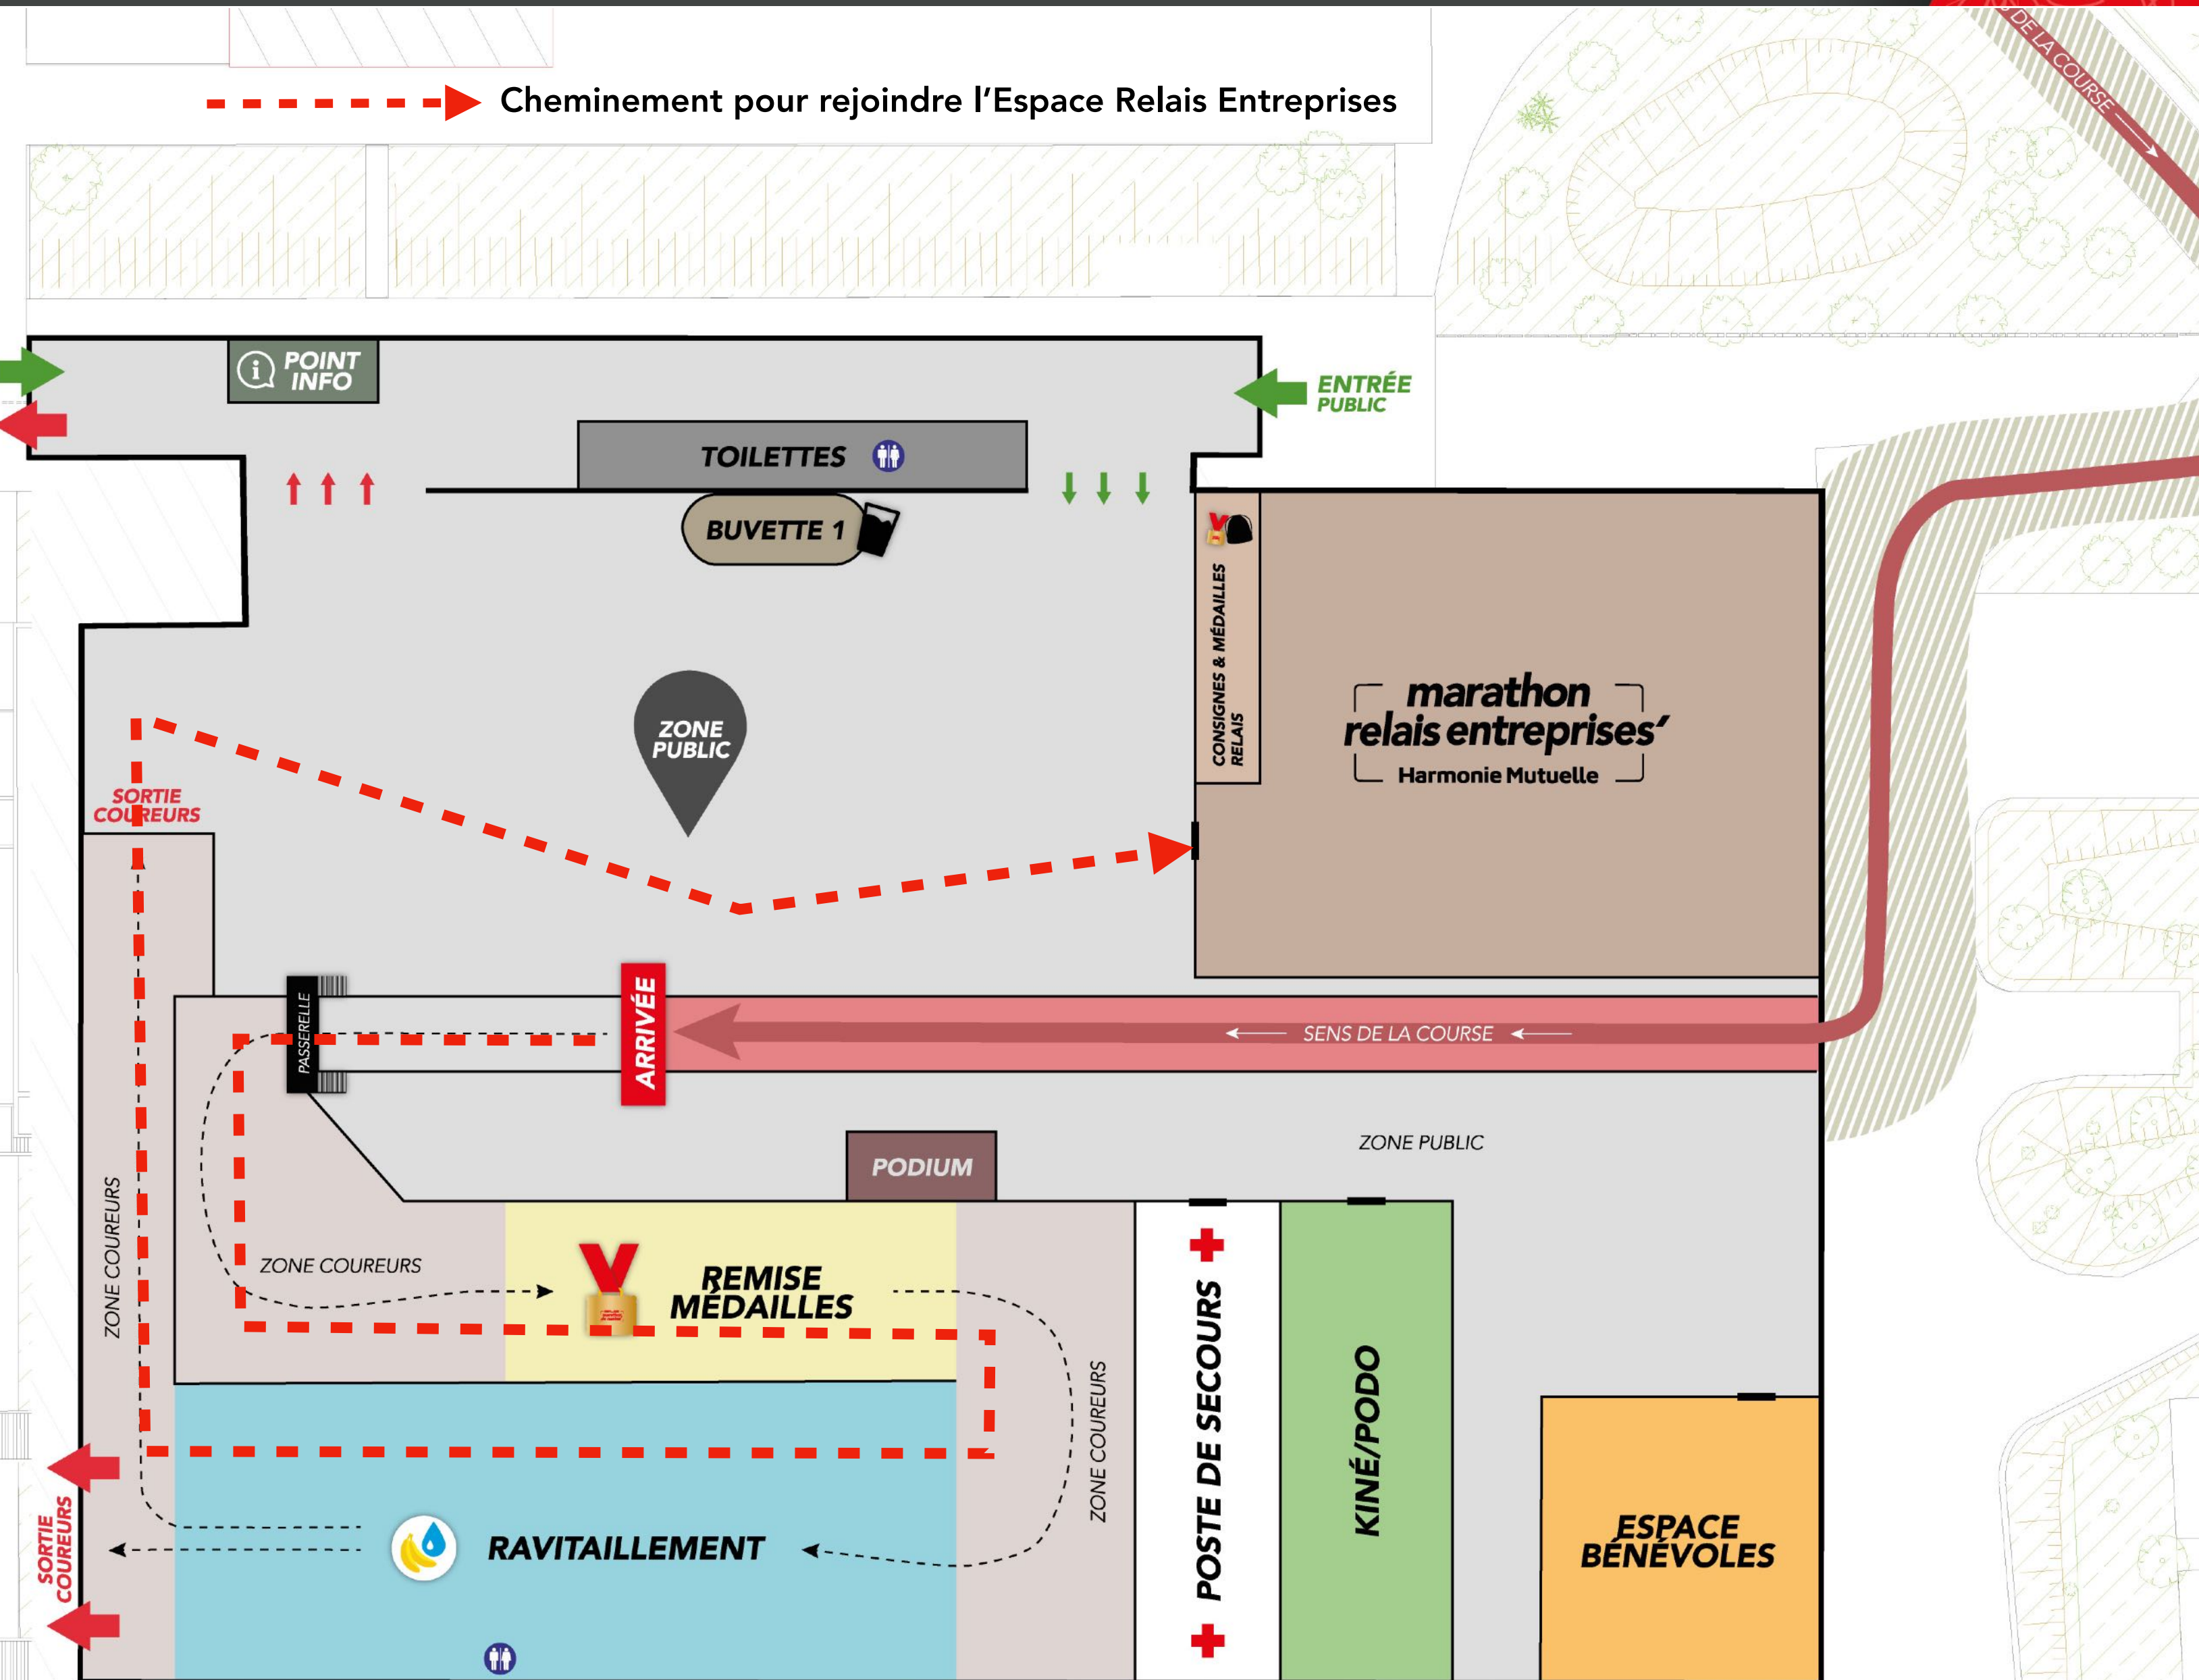 DE LA COURSE
Cheminement pour rejoindre l'Espace Relais Entreprises
i POINT
INFO
ENTRÉE
PUBLIC
TOILETTES
BUVETTE 1
CONSIGNES & MÉDAILLES
RELAIS
marathon
relais entreprises'
Harmonie Mutuelle
ZONE
PUBLIC
SORTIE
COUREURS
PASSERELLE
ARRIVÉE
SENS DE LA COURSE
ZONE PUBLIC
PODIUM
ZONE COUREURS
ZONE COUREURS
REMISE
MÉDAILLES
ZONE COUREURS
POSTE DE SECOURS
KINÉ/PODO
SORTIE
COUREURS
RAVITAILLEMENT
ESPACE
BÉNÉVOLES